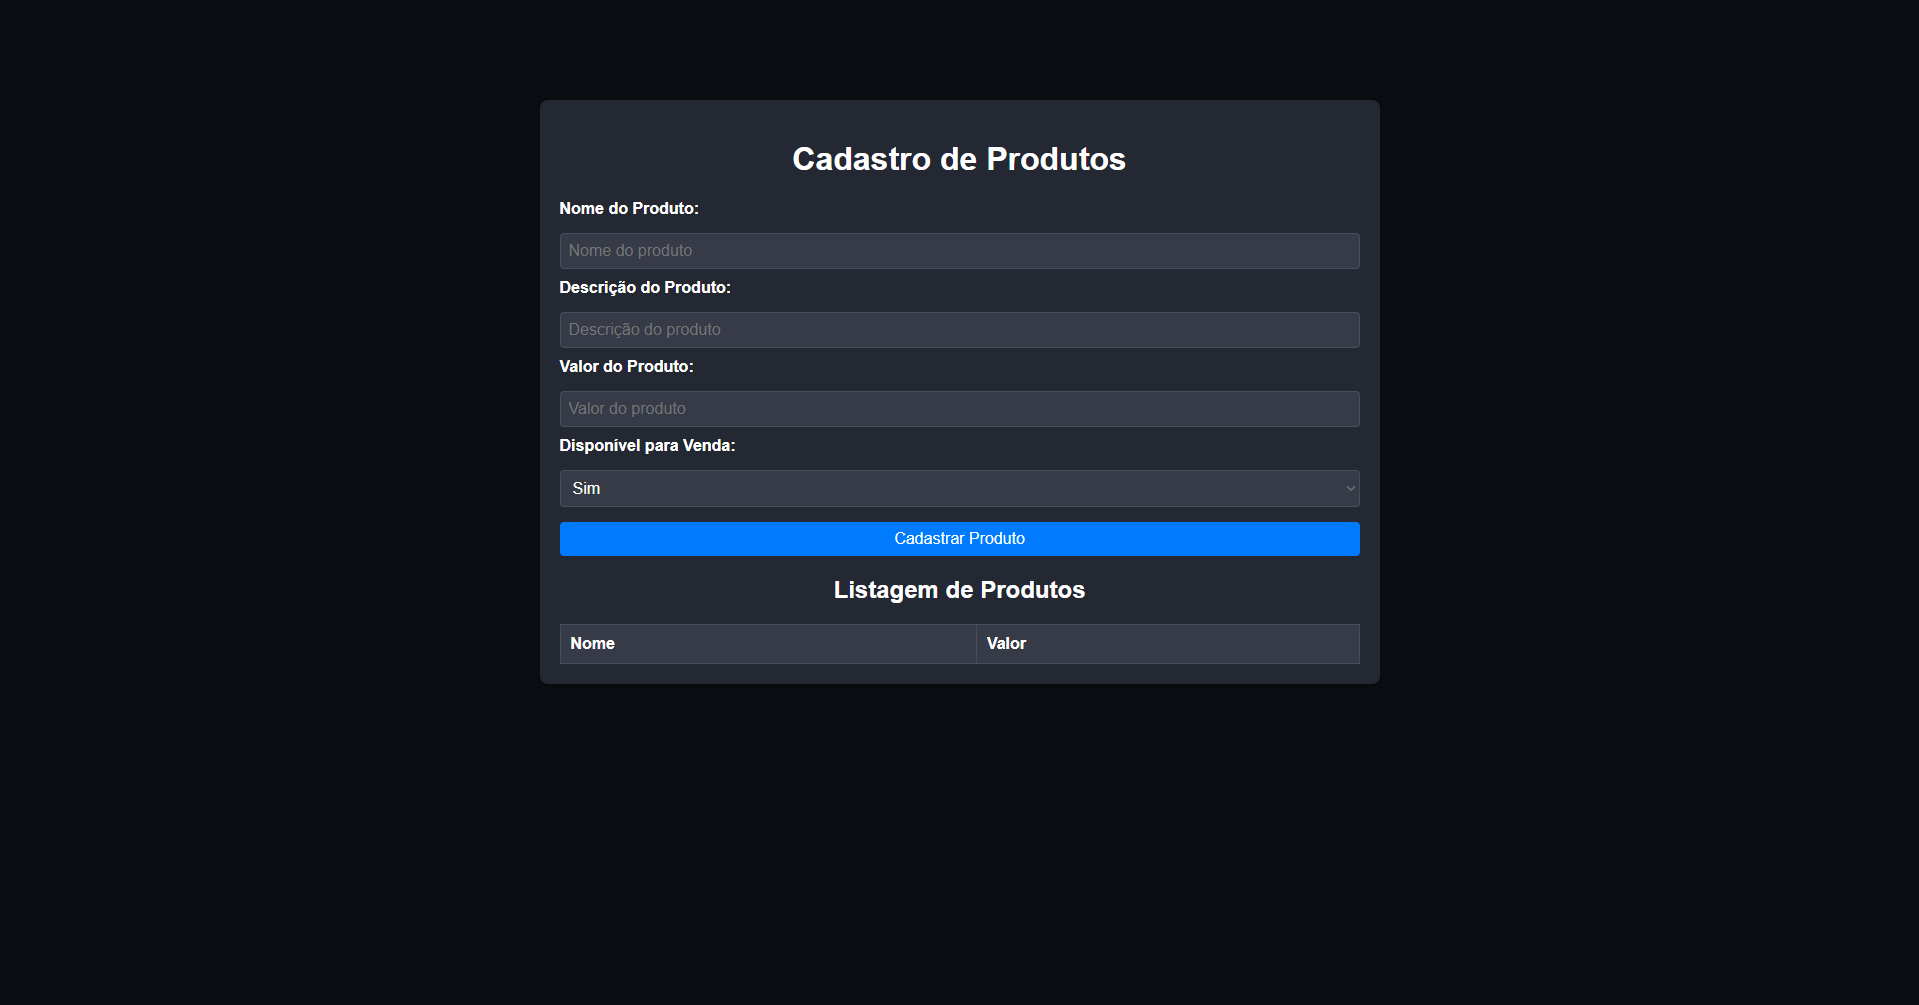 Cadastro de Produtos
Nome do Produto:
Nome do produto
Descrição do Produto:
Descrição do produto
Valor do Produto:
Valor do produto
Disponível para Venda:
Sim
Cadastrar Produto
Listagem de Produtos
Nome Valor